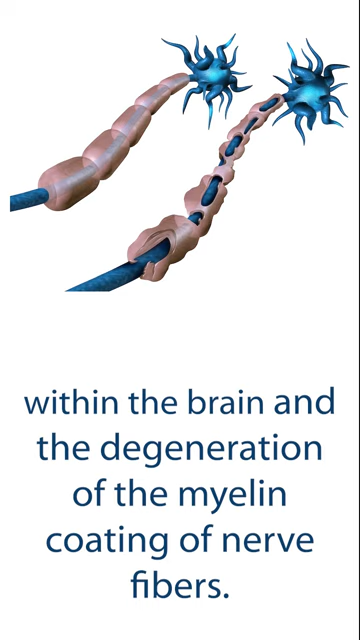 within the brain and
the degeneration
of the myelin
coating of nerve
fibers.